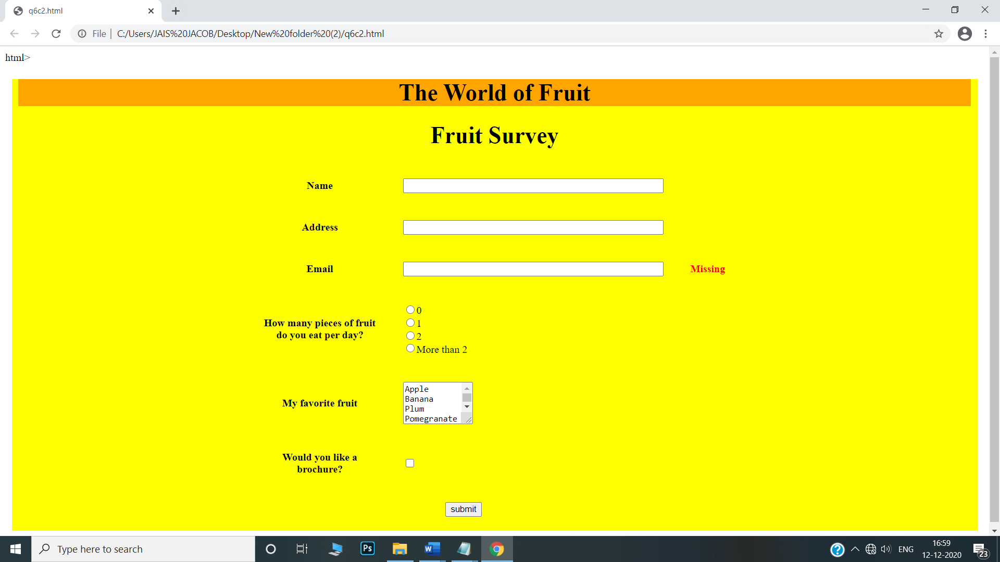 q6c2.html
File | C:/Users/JAIS%20JACOB/Desktop/New%20folder%20(2)/q6c2.html
html>
The World of Fruit
Fruit Survey
Name
Address
Email Missing
How many pieces of fruit
do you eat per day?
0
1
2
More than 2
My favorite fruit
Apple
Banana
Plum
Pomegranate
Would you like a
brochure?
submit
Type here to search
Ps
W
ENG
16:59
12-12-2020
23